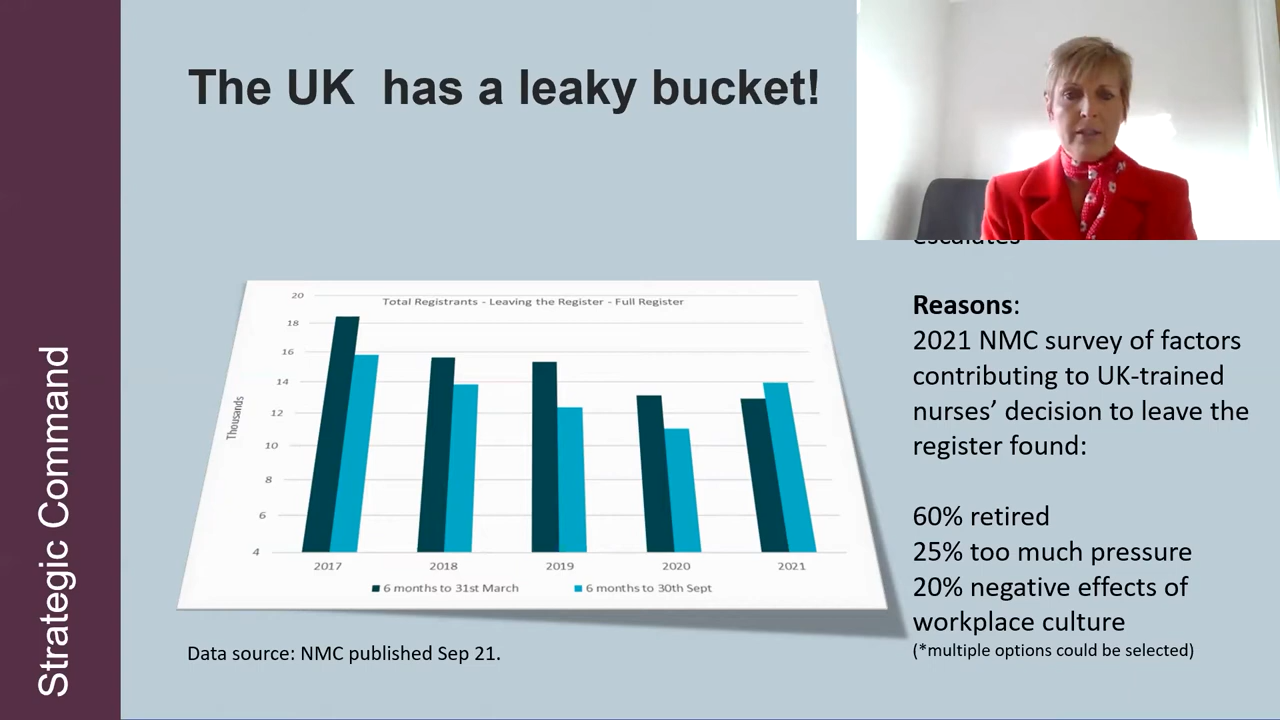 The UK  has a leaky bucket!
escalates
Reasons:
2021 NMC survey of factors
contributing to UK-trained
nurses’ decision to leave the
register found:
60% retired
25% too much pressure
20% negative effects of
workplace culture
(*multiple options could be selected)
Total Registrants - Leaving the Register - Full Register
Thousands
20
18
16
14
12
10
8
6
4
2017 2018 2019 2020 2021
6 months to 31st March 6 months to 30th Sept
Data source: NMC published Sep 21.
Strategic Command